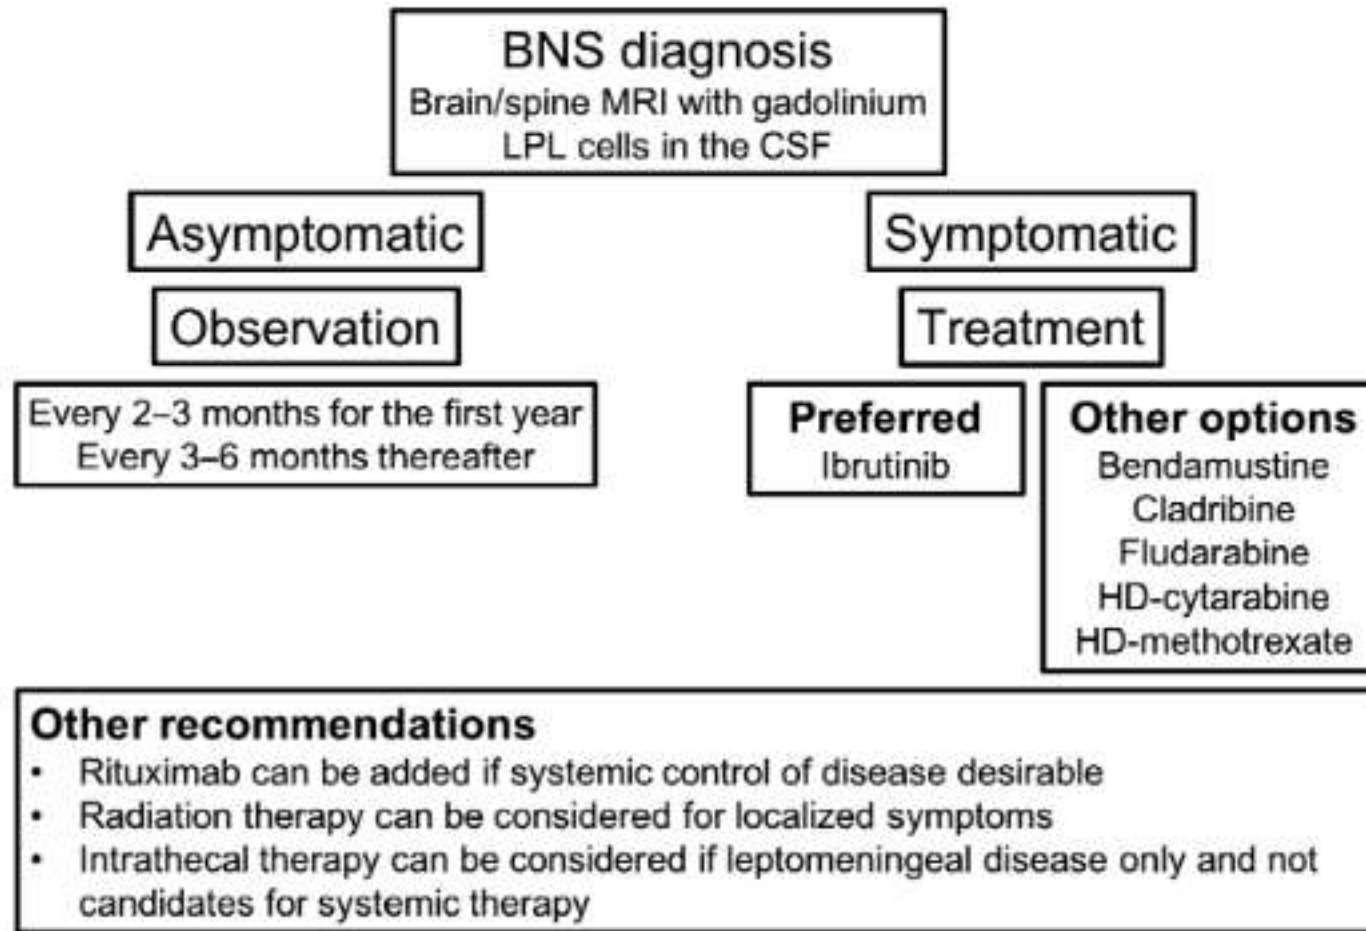 BNS diagnosis
Brain/spine MRI with gadolinium
LPL cells in the CSF
Asymptomatic
Symptomatic
Observation
Treatment
Every 2–3 months for the first year
Every 3–6 months thereafter
Preferred
Ibrutinib
Other options
Bendamustine
Cladribine
Fludarabine
HD-cytarabine
HD-methotrexate
Other recommendations
• Rituximab can be added if systemic control of disease desirable
• Radiation therapy can be considered for localized symptoms
• Intrathecal therapy can be considered if leptomeningeal disease only and not
candidates for systemic therapy